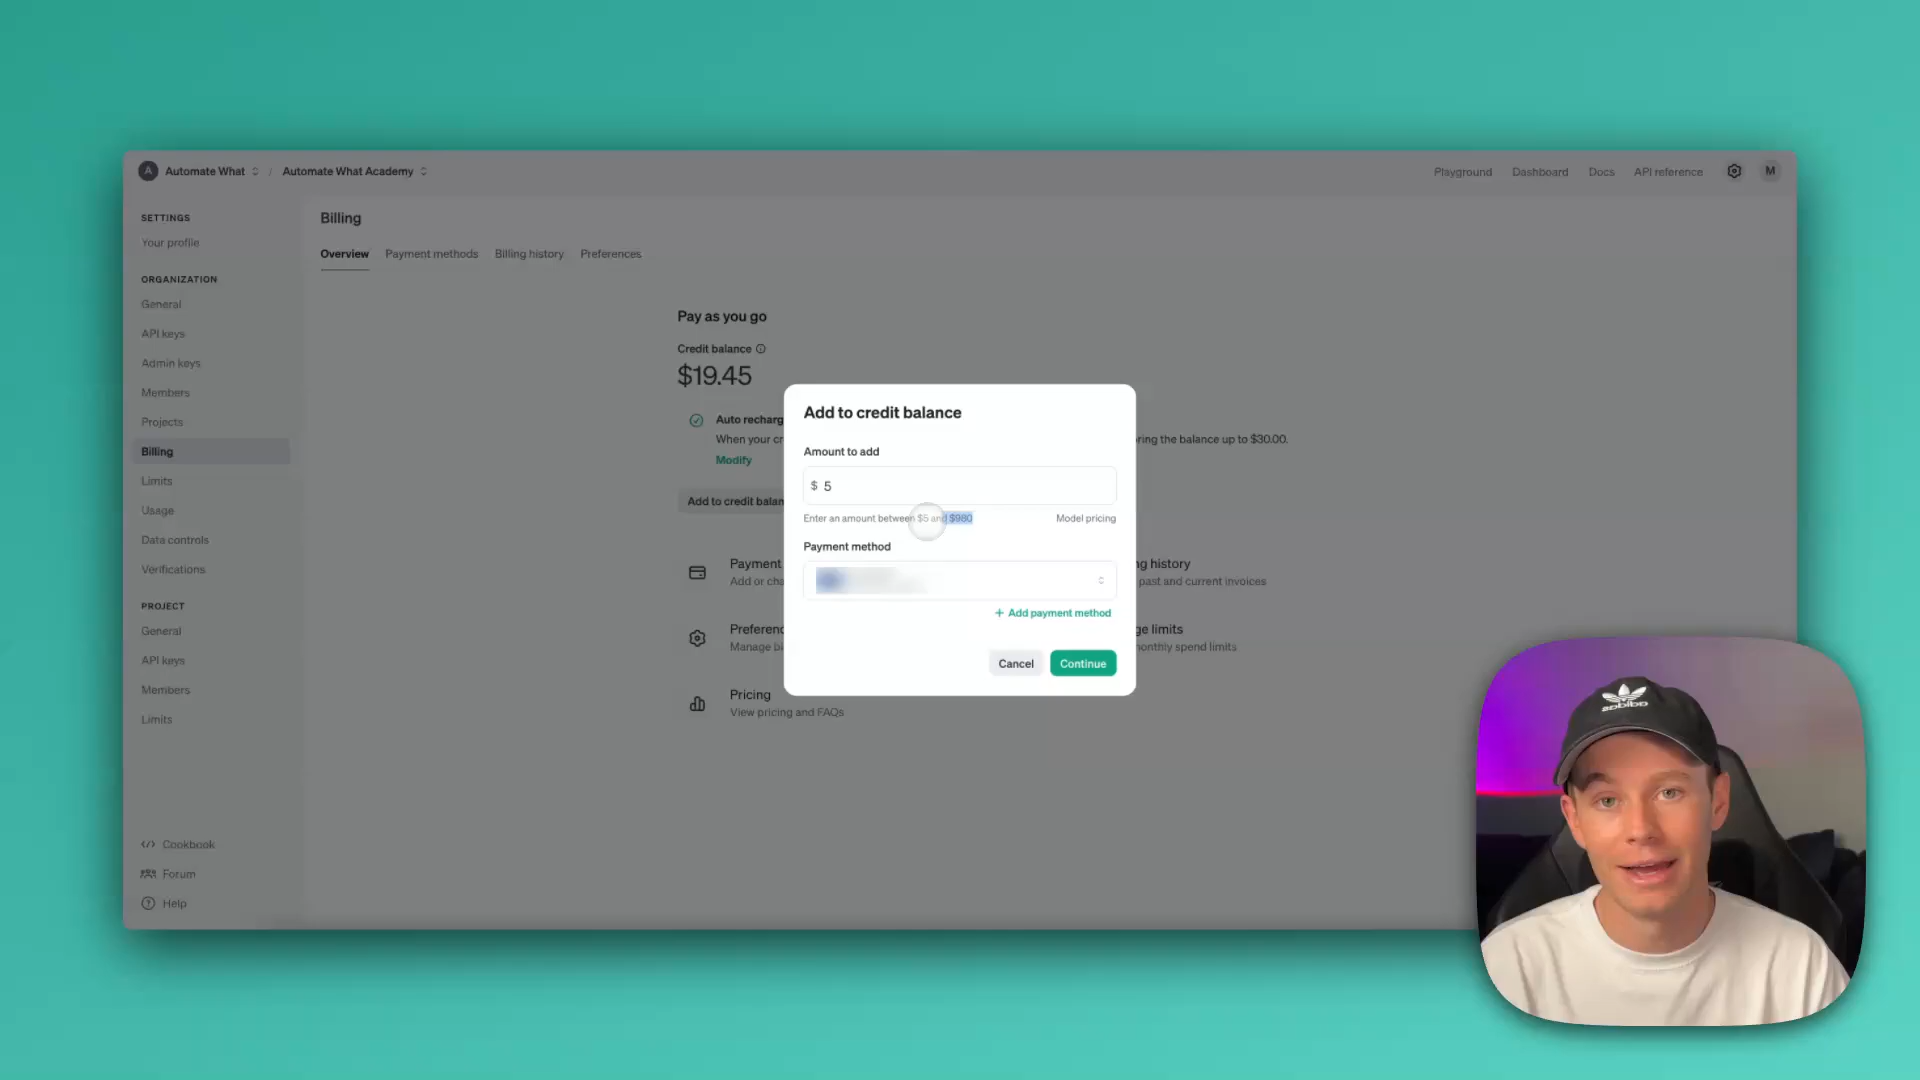 A Automate What / Automate What Academy
Playground Dashboard Docs API reference M
SETTINGS
Your profile
ORGANIZATION
General
API keys
Admin keys
Members
Projects
Billing
Limits
Usage
Data controls
Verifications
PROJECT
General
API keys
Members
Limits
Cookbook
Forum
Help
Billing
Overview Payment methods Billing history Preferences
Pay as you go
Credit balance
$19.45
Auto recharg
When your cr
ring the balance up to $30.00.
Modify
Add to credit balan
Payment
Add or cha
ng history
past and current invoices
Preferenc
Manage bi
ge limits
monthly spend limits
Pricing
View pricing and FAQs
Add to credit balance
Amount to add
$ 5
Enter an amount between $5 and $980
Model pricing
Payment method
+ Add payment method
Cancel Continue
adidas